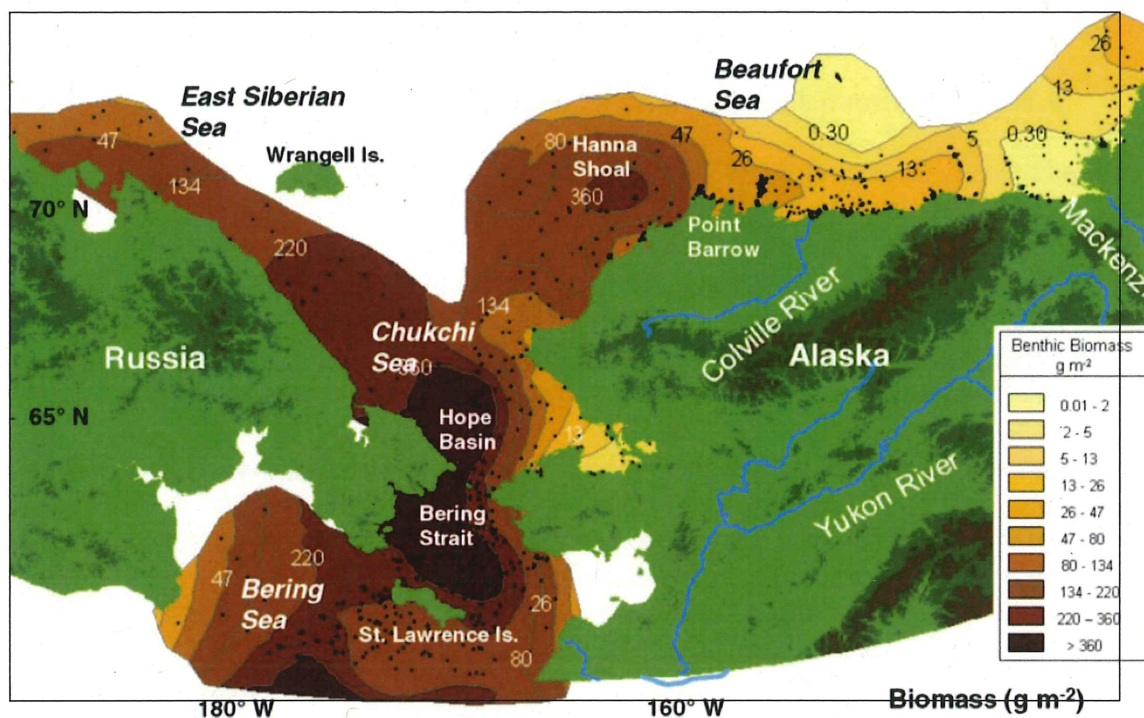 East Siberian
Sea
Beaufort
Sea
26
13
47
Wrangell Is.
80
Hanna
Shoal
47
26
0.30
13
5
0.30
134
360
70° N
Point
Barrow
Mackenz
220
134
Colville River
Chukchi
Sea
Russia
Alaska
Benthic Biomass
g m-2
0.01 - 2
2 - 5
5 - 13
13 - 26
26 - 47
47 - 80
80 - 134
134 - 220
220 – 360
> 360
65° N
Hope
Basin
13
Yukon River
Bering
Strait
220
47
Bering
Sea
26
St. Lawrence Is.
80
180° W
160° W
Biomass (g m-2)